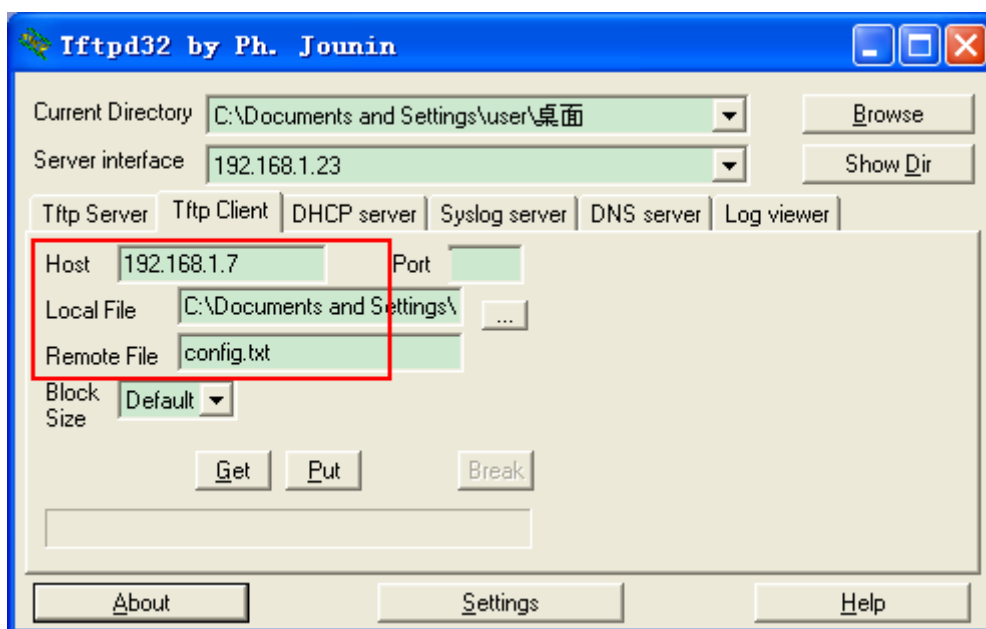 Tftpd32 by Ph. Jounin
Current Directory C:\Documents and Settings\user\桌面 Browse
Server interface 192.168.1.23 Show Dir
Tftp Server Tftp Client DHCP server Syslog server DNS server Log viewer
Host 192.168.1.7 Port
Local File C:\Documents and Settings\ ...
Remote File config.txt
Block
Size Default
Get Put Break
About Settings Help